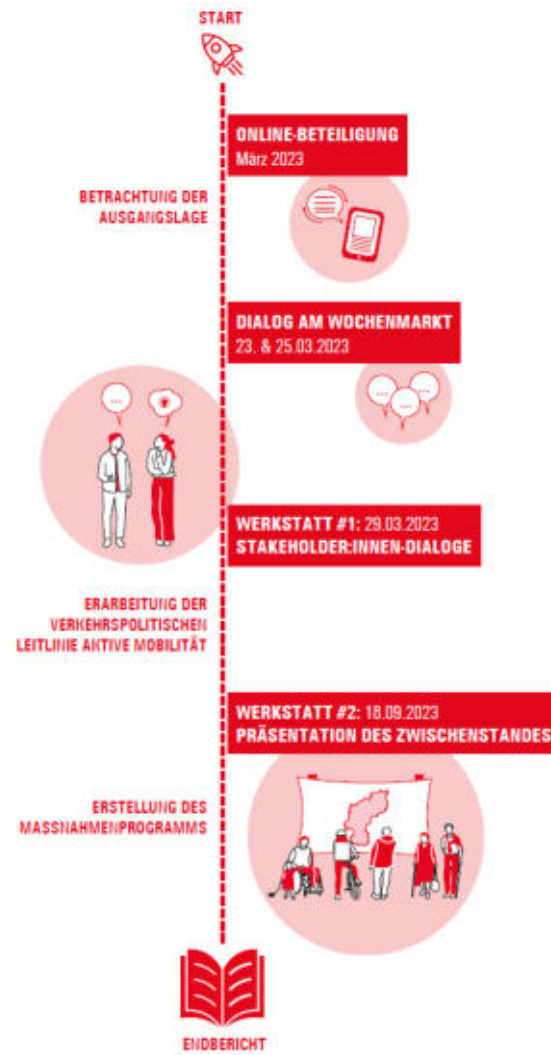 START
ONLINE-BETEILIGUNG
März 2023
BETRACHTUNG DER
AUSGANGSLAGE
DIALOG AM WOCHENMARKT
23. & 25.03.2023
WERKSTATT #1: 29.03.2023
STAKEHOLDER:INNEN-DIALOGE
ERARBEITUNG DER
VERKEHRSPOLITISCHEN
LEITLINIE AKTIVE MOBILITÄT
WERKSTATT #2: 18.09.2023
PRÄSENTATION DES ZWISCHENSTANDES
ERSTELLUNG DES
MASSNAHMENPROGRAMMS
ENDBERICHT